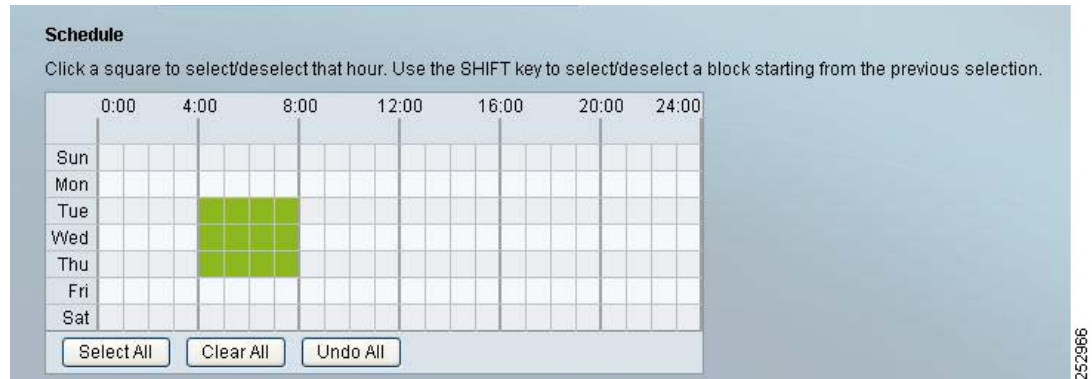 Schedule
Click a square to select/deselect that hour. Use the SHIFT key to select/deselect a block starting from the previous selection.
0:00 4:00 8:00 12:00 16:00 20:00 24:00
Sun
Mon
Tue
Wed
Thu
Fri
Sat
Select All Clear All Undo All
252966